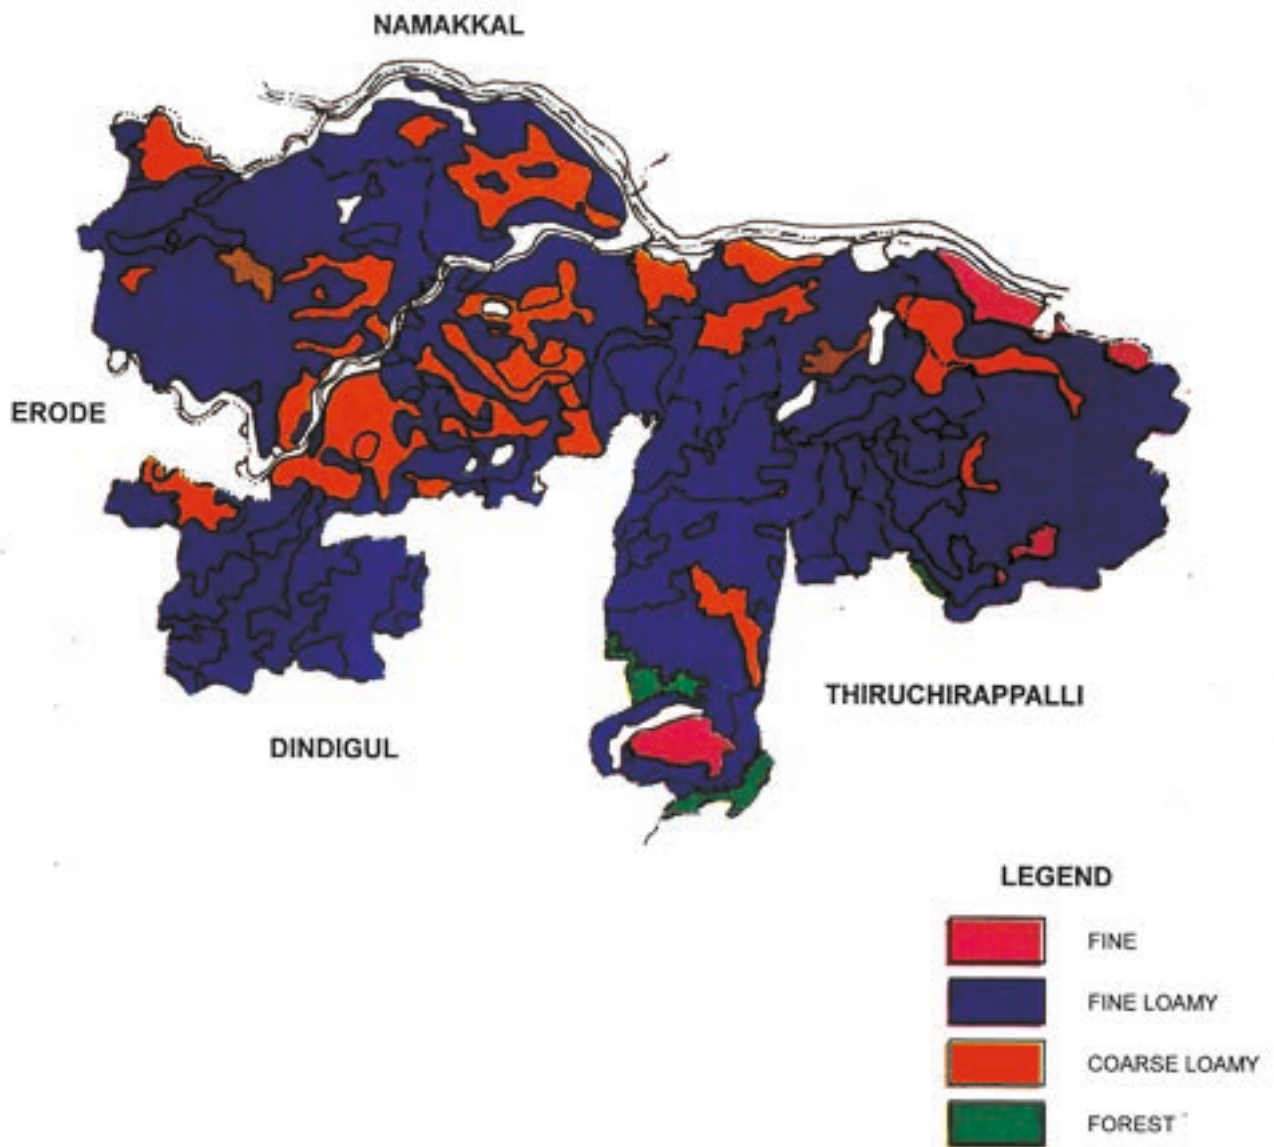 NAMAKKAL
ERODE
THIRUCHIRAPPALLI
DINDIGUL
LEGEND
FINE
FINE LOAMY
COARSE LOAMY
FOREST